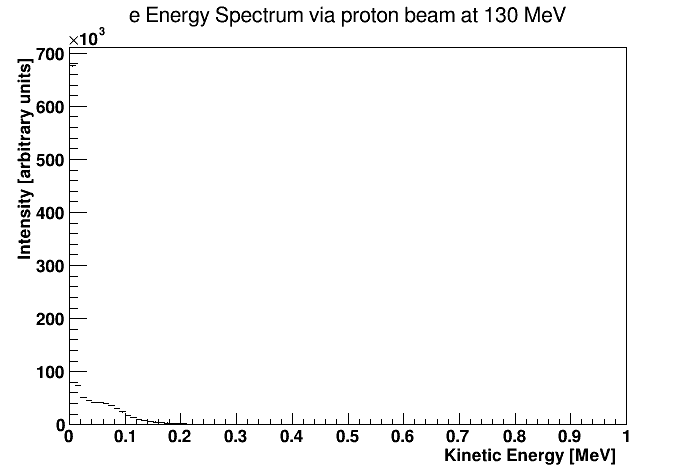 e Energy Spectrum via proton beam at 130 MeV
×10³
700
600
500
400
300
200
100
0
Intensity [arbitrary units]
0 0.1 0.2 0.3 0.4 0.5 0.6 0.7 0.8 0.9 1
Kinetic Energy [MeV]